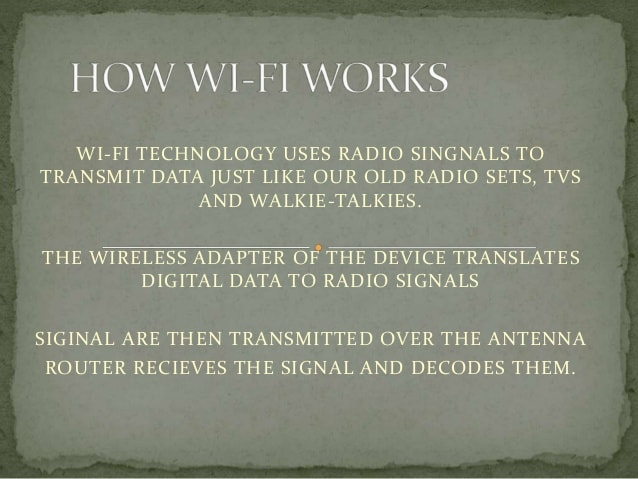 HOW WI-FI WORKS
WI-FI TECHNOLOGY USES RADIO SINGNALS TO
TRANSMIT DATA JUST LIKE OUR OLD RADIO SETS, TVS
AND WALKIE-TALKIES.
THE WIRELESS ADAPTER OF THE DEVICE TRANSLATES
DIGITAL DATA TO RADIO SIGNALS
SIGINAL ARE THEN TRANSMITTED OVER THE ANTENNA
ROUTER RECIEVES THE SIGNAL AND DECODES THEM.